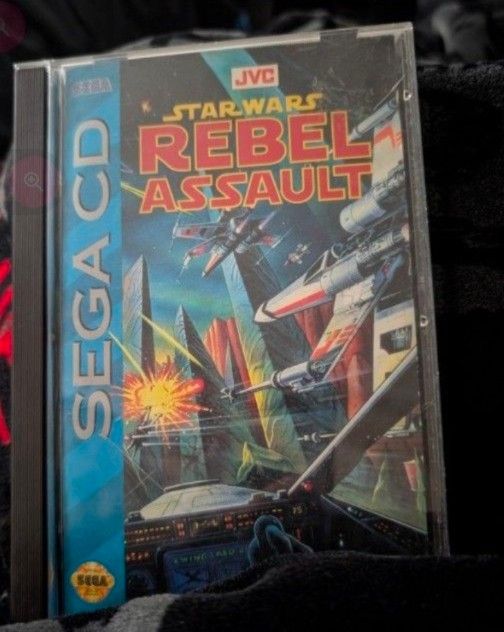 SEGA
JVC
STAR WARS
REBEL
ASSAULT
SEGA CD
SEGA